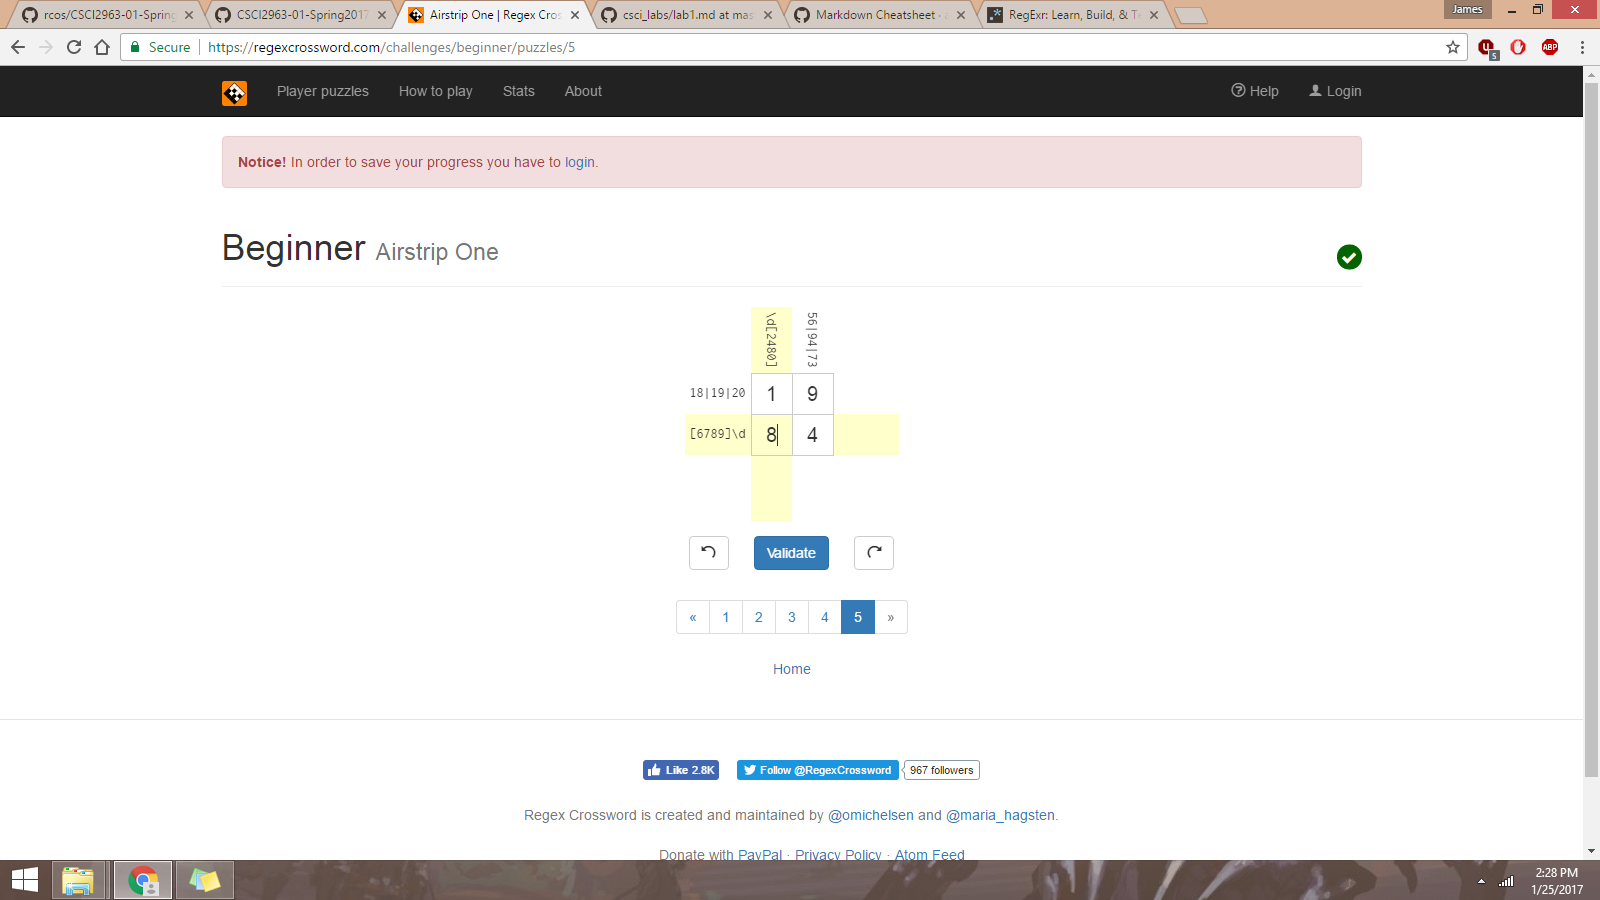 rcos/CSCI2963-01-Spring
CSCI2963-01-Spring2017
Airstrip One | Regex Cros
csci_labs/lab1.md at mas
Markdown Cheatsheet · a
RegExr: Learn, Build, & Te
James
Secure
https://regexcrossword.com/challenges/beginner/puzzles/5
5
ABP
Player puzzles
How to play
Stats
About
Help
Login
Notice! In order to save your progress you have to login.
Beginner Airstrip One
\d[2480]
56|94|73
18|19|20
1 9
[6789]\d
8 4
Validate
« 1 2 3 4 5 »
Home
Like 2.8K
Follow @RegexCrossword
967 followers
Regex Crossword is created and maintained by @omichelsen and @maria_hagsten.
Donate with PayPal · Privacy Policy · Atom Feed
2:28 PM
1/25/2017